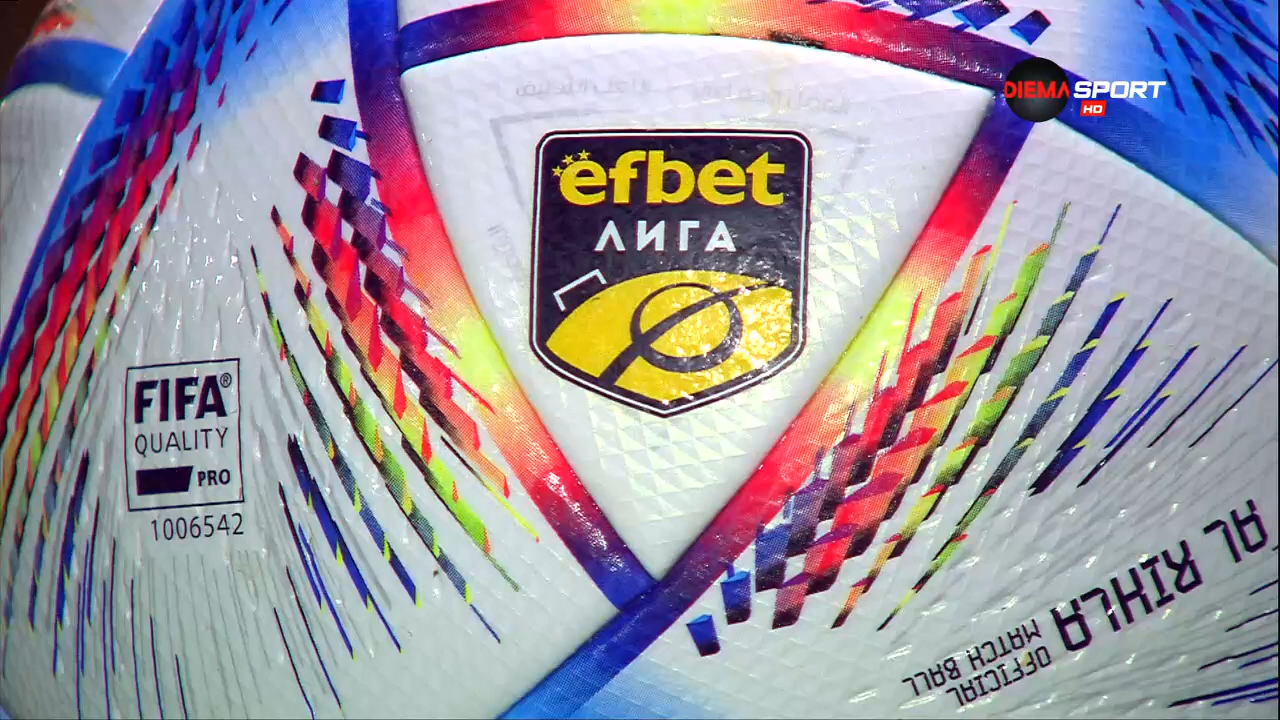 DIEMA SPORT
HD
efbet
ЛИГА
FIFA®
QUALITY
PRO
1006542
AL RIHLA
OFFICIAL
MATCH BALL